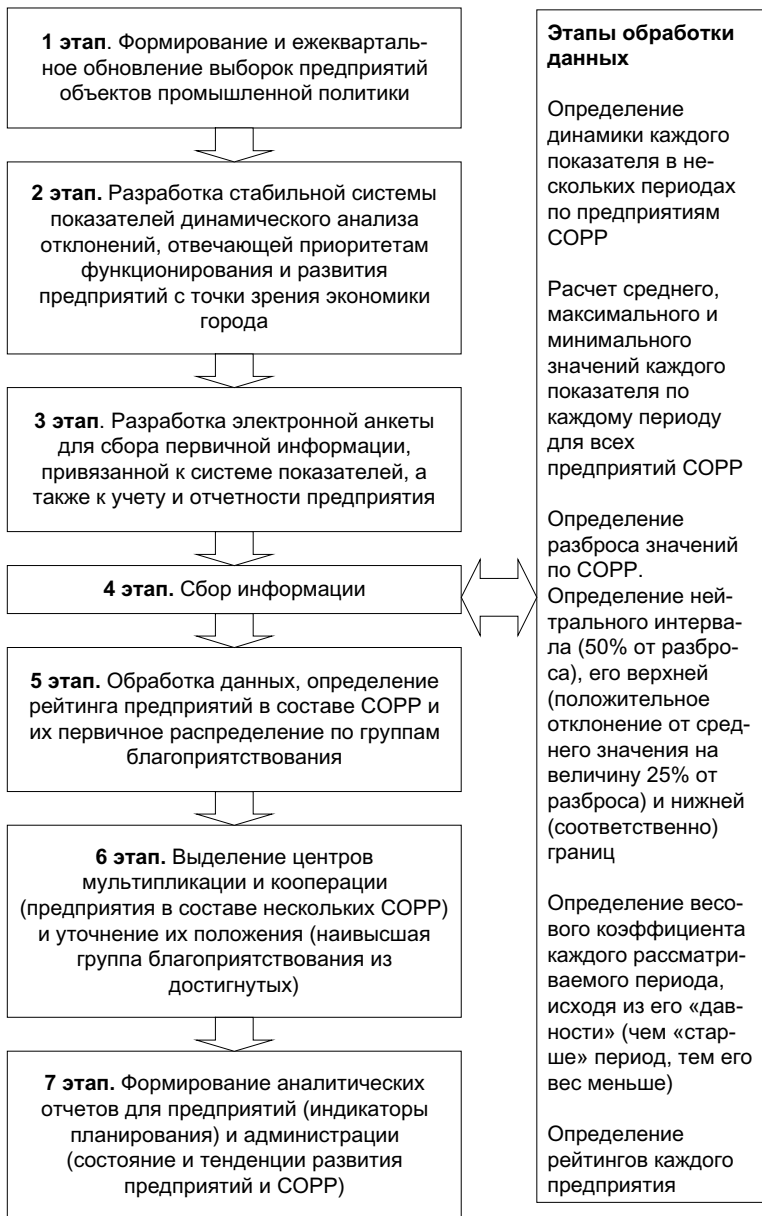 1 этап. Формирование и ежекварталь-
ное обновление выборок предприятий
объектов промышленной политики
2 этап. Разработка стабильной системы
показателей динамического анализа
отклонений, отвечающей приоритетам
функционирования и развития
предприятий с точки зрения экономики
города
3 этап. Разработка электронной анкеты
для сбора первичной информации,
привязанной к системе показателей, а
также к учету и отчетности предприятия
4 этап. Сбор информации
5 этап. Обработка данных, определение
рейтинга предприятий в составе СОРР и
их первичное распределение по группам
благоприятствования
6 этап. Выделение центров
мультипликации и кооперации
(предприятия в составе нескольких СОРР)
и уточнение их положения (наивысшая
группа благоприятствования из
достигнутых)
7 этап. Формирование аналитических
отчетов для предприятий (индикаторы
планирования) и администрации
(состояние и тенденции развития
предприятий и СОРР)
Этапы обработки
данных
Определение
динамики каждого
показателя в не-
скольких периодах
по предприятиям
СОРР
Расчет среднего,
максимального и
минимального
значений каждого
показателя по
каждому периоду
для всех
предприятий СОРР
Определение
разброса значений
по СОРР.
Определение ней-
трального интерва-
ла (50% от разбро-
са), его верхней
(положительное
отклонение от сред-
него значения на
величину 25% от
разброса) и нижней
(соответственно)
границ
Определение весо-
вого коэффициента
каждого рассматри-
ваемого периода,
исходя из его «дав-
ности» (чем «стар-
ше» период, тем его
вес меньше)
Определение
рейтингов каждого
предприятия